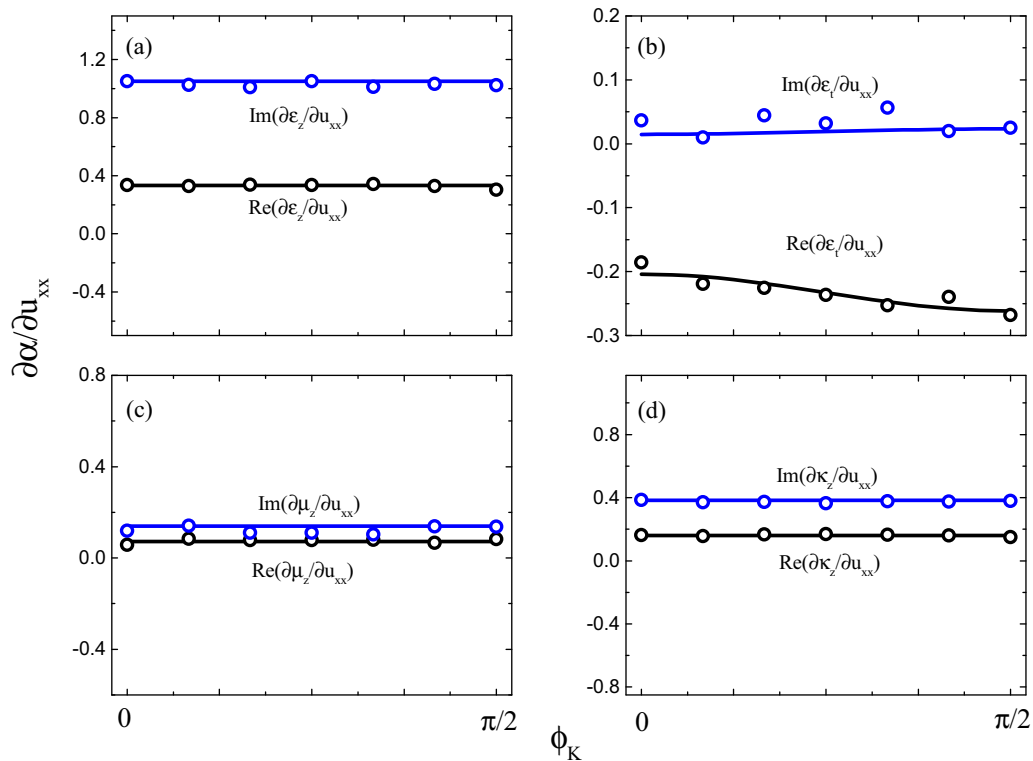 (a)
1.2
0.8
0.4
0.0
-0.4
Im(∂ε_z/∂u_xx)
Re(∂ε_z/∂u_xx)
(b)
0.2
0.1
0.0
-0.1
-0.2
-0.3
Im(∂ε_t/∂u_xx)
Re(∂ε_t/∂u_xx)
∂α/∂u_xx
(c)
0.8
0.4
0.0
-0.4
Im(∂μ_z/∂u_xx)
Re(∂μ_z/∂u_xx)
0
π/2
(d)
0.8
0.4
0.0
-0.4
-0.8
Im(∂κ_z/∂u_xx)
Re(∂κ_z/∂u_xx)
0
π/2
ϕ_K